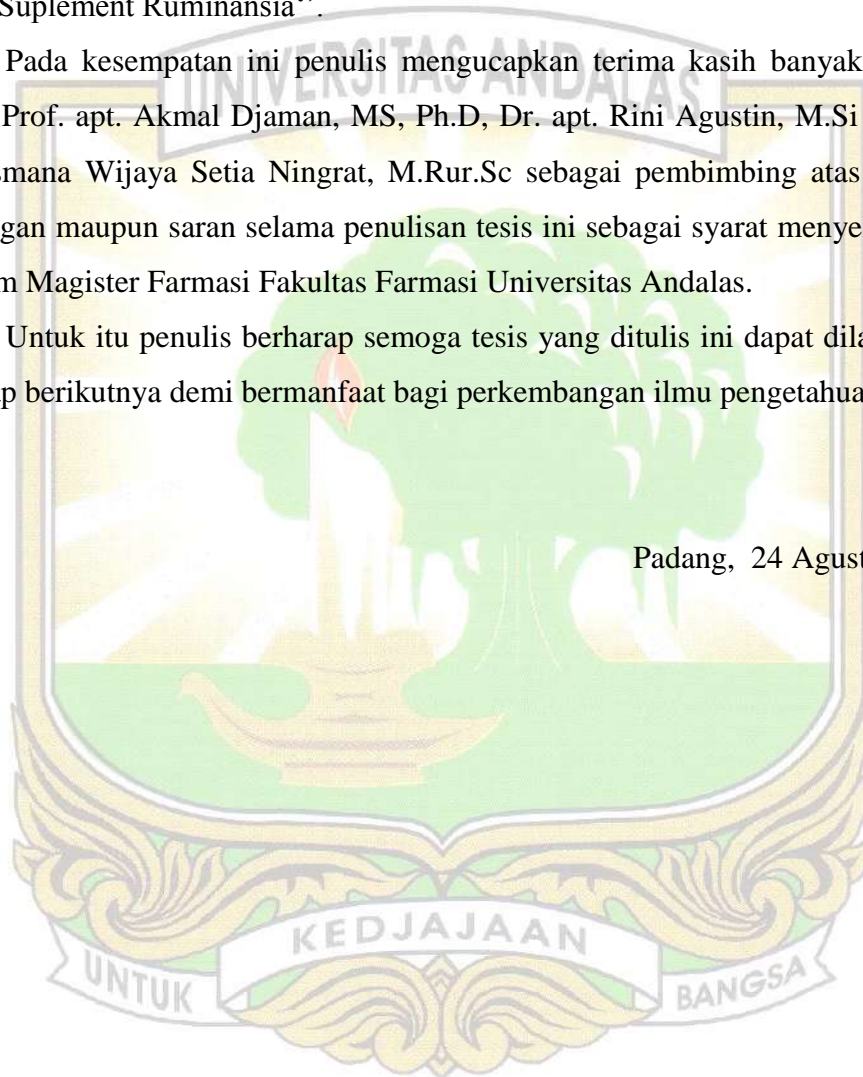 Suplement Ruminansia”.
Pada kesempatan ini penulis mengucapkan terima kasih banyak
Prof. apt. Akmal Djaman, MS, Ph.D, Dr. apt. Rini Agustin, M.Si
smana Wijaya Setia Ningrat, M.Rur.Sc sebagai pembimbing atas
gan maupun saran selama penulisan tesis ini sebagai syarat menye
m Magister Farmasi Fakultas Farmasi Universitas Andalas.
Untuk itu penulis berharap semoga tesis yang ditulis ini dapat dila
p berikutnya demi bermanfaat bagi perkembangan ilmu pengetahua
Padang, 24 Agust
UNIVERSITAS ANDALAS
KEDJAJAAN
UNTUK BANGSA